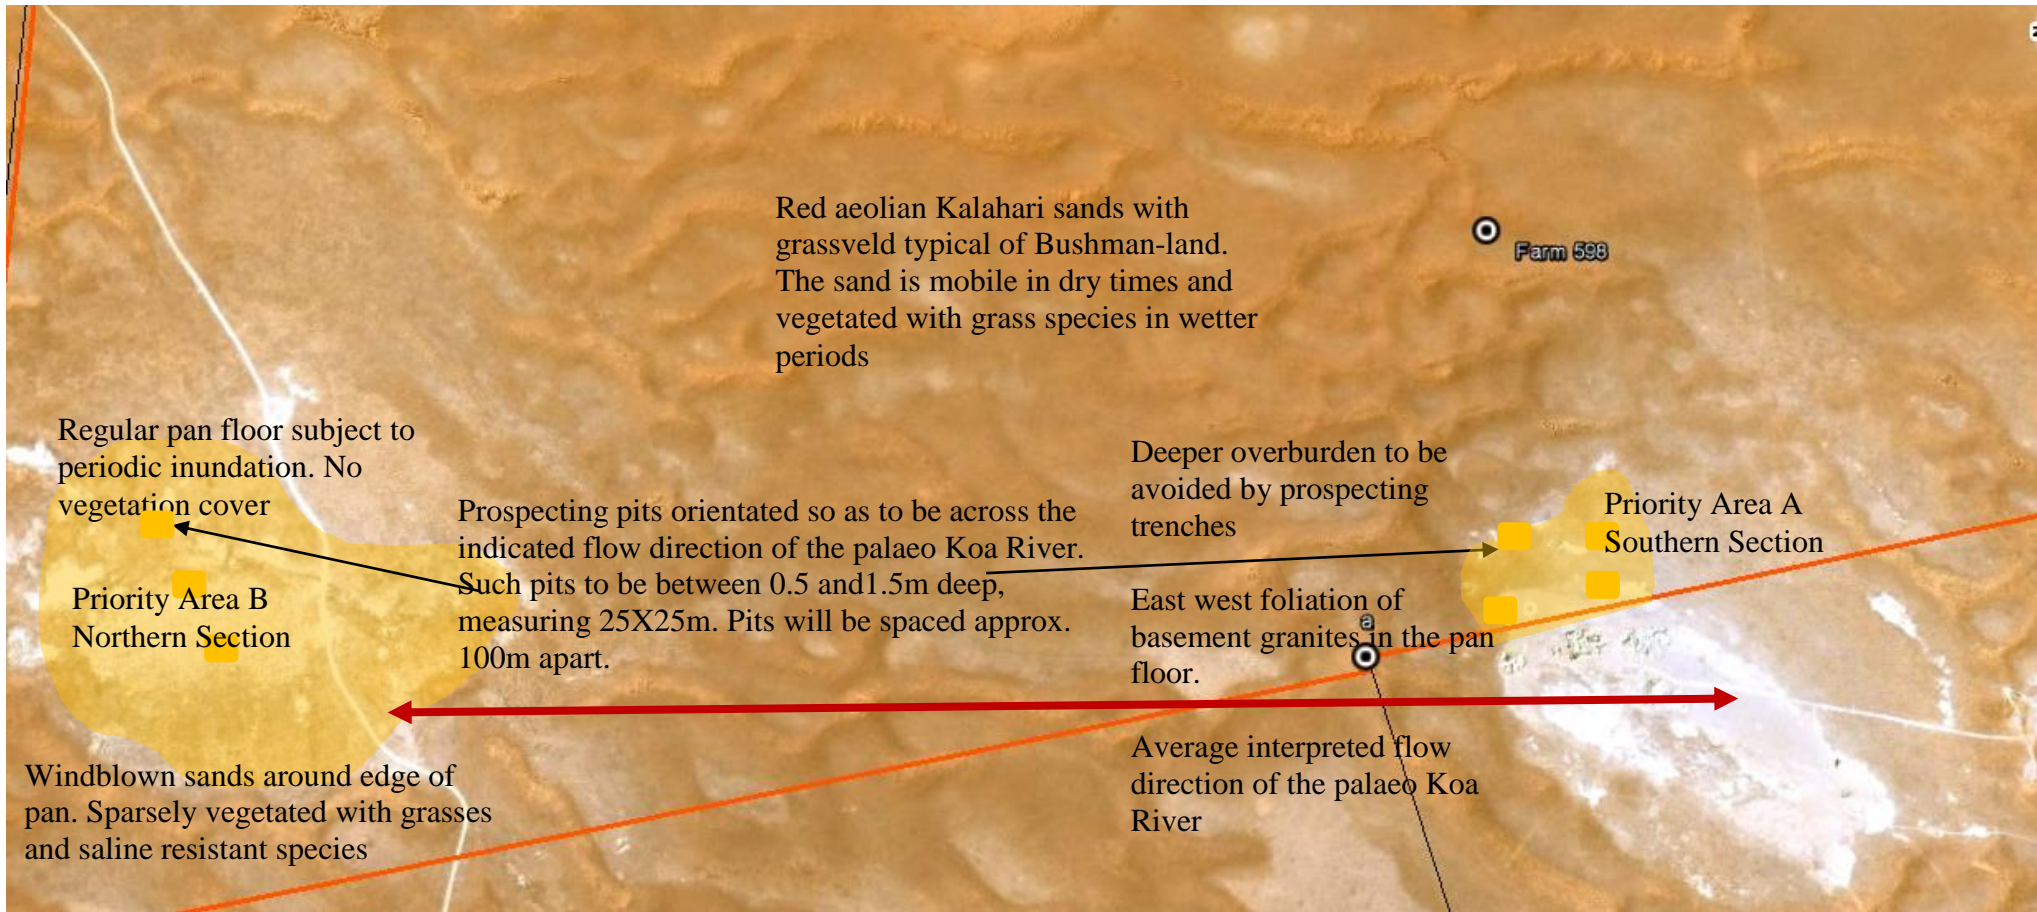 Red aeolian Kalahari sands with
grassveld typical of Bushman-land.
The sand is mobile in dry times and
vegetated with grass species in wetter
periods
Farm 598
Regular pan floor subject to
periodic inundation. No
vegetation cover
Deeper overburden to be
avoided by prospecting
trenches
Priority Area A
Southern Section
Prospecting pits orientated so as to be across the
indicated flow direction of the palaeo Koa River.
Such pits to be between 0.5 and1.5m deep,
measuring 25X25m. Pits will be spaced approx.
100m apart.
Priority Area B
Northern Section
East west foliation of
basement granites in the pan
floor.
a
Average interpreted flow
direction of the palaeo Koa
River
Windblown sands around edge of
pan. Sparsely vegetated with grasses
and saline resistant species